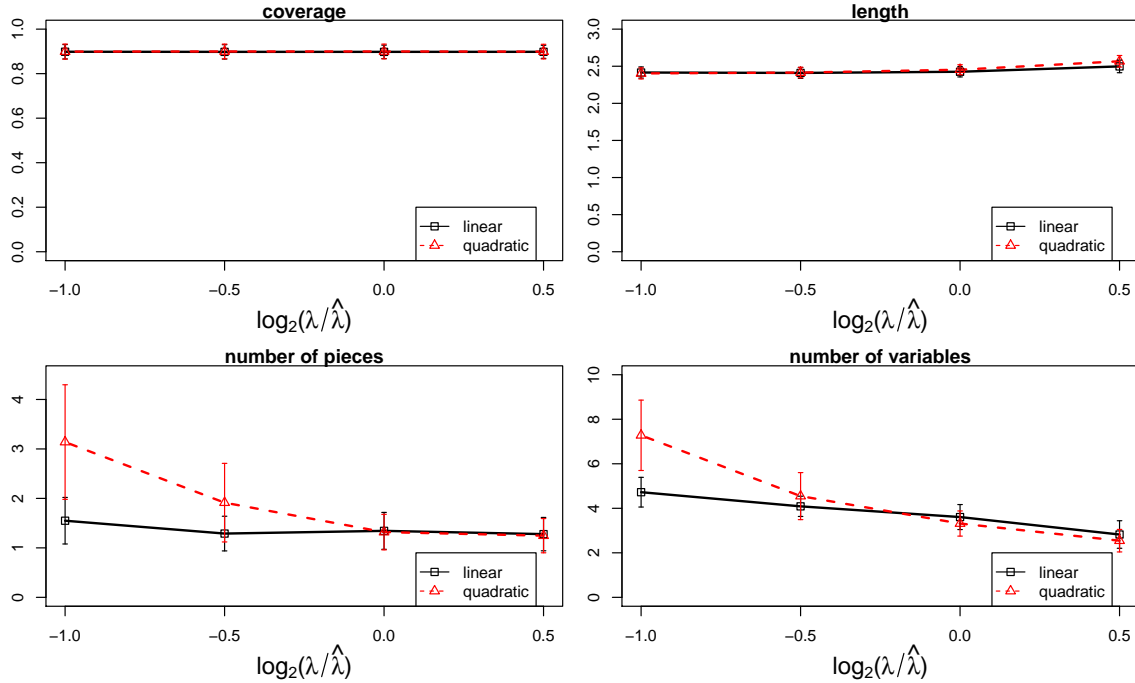 coverage
1.0
0.8
0.6
0.4
0.2
0.0
linear
quadratic
−1.0 −0.5 0.0 0.5
log₂(λ/λ̂)
length
3.0
2.5
2.0
1.5
1.0
0.5
0.0
linear
quadratic
−1.0 −0.5 0.0 0.5
log₂(λ/λ̂)
number of pieces
4
3
2
1
0
linear
quadratic
−1.0 −0.5 0.0 0.5
log₂(λ/λ̂)
number of variables
10
8
6
4
2
0
linear
quadratic
−1.0 −0.5 0.0 0.5
log₂(λ/λ̂)